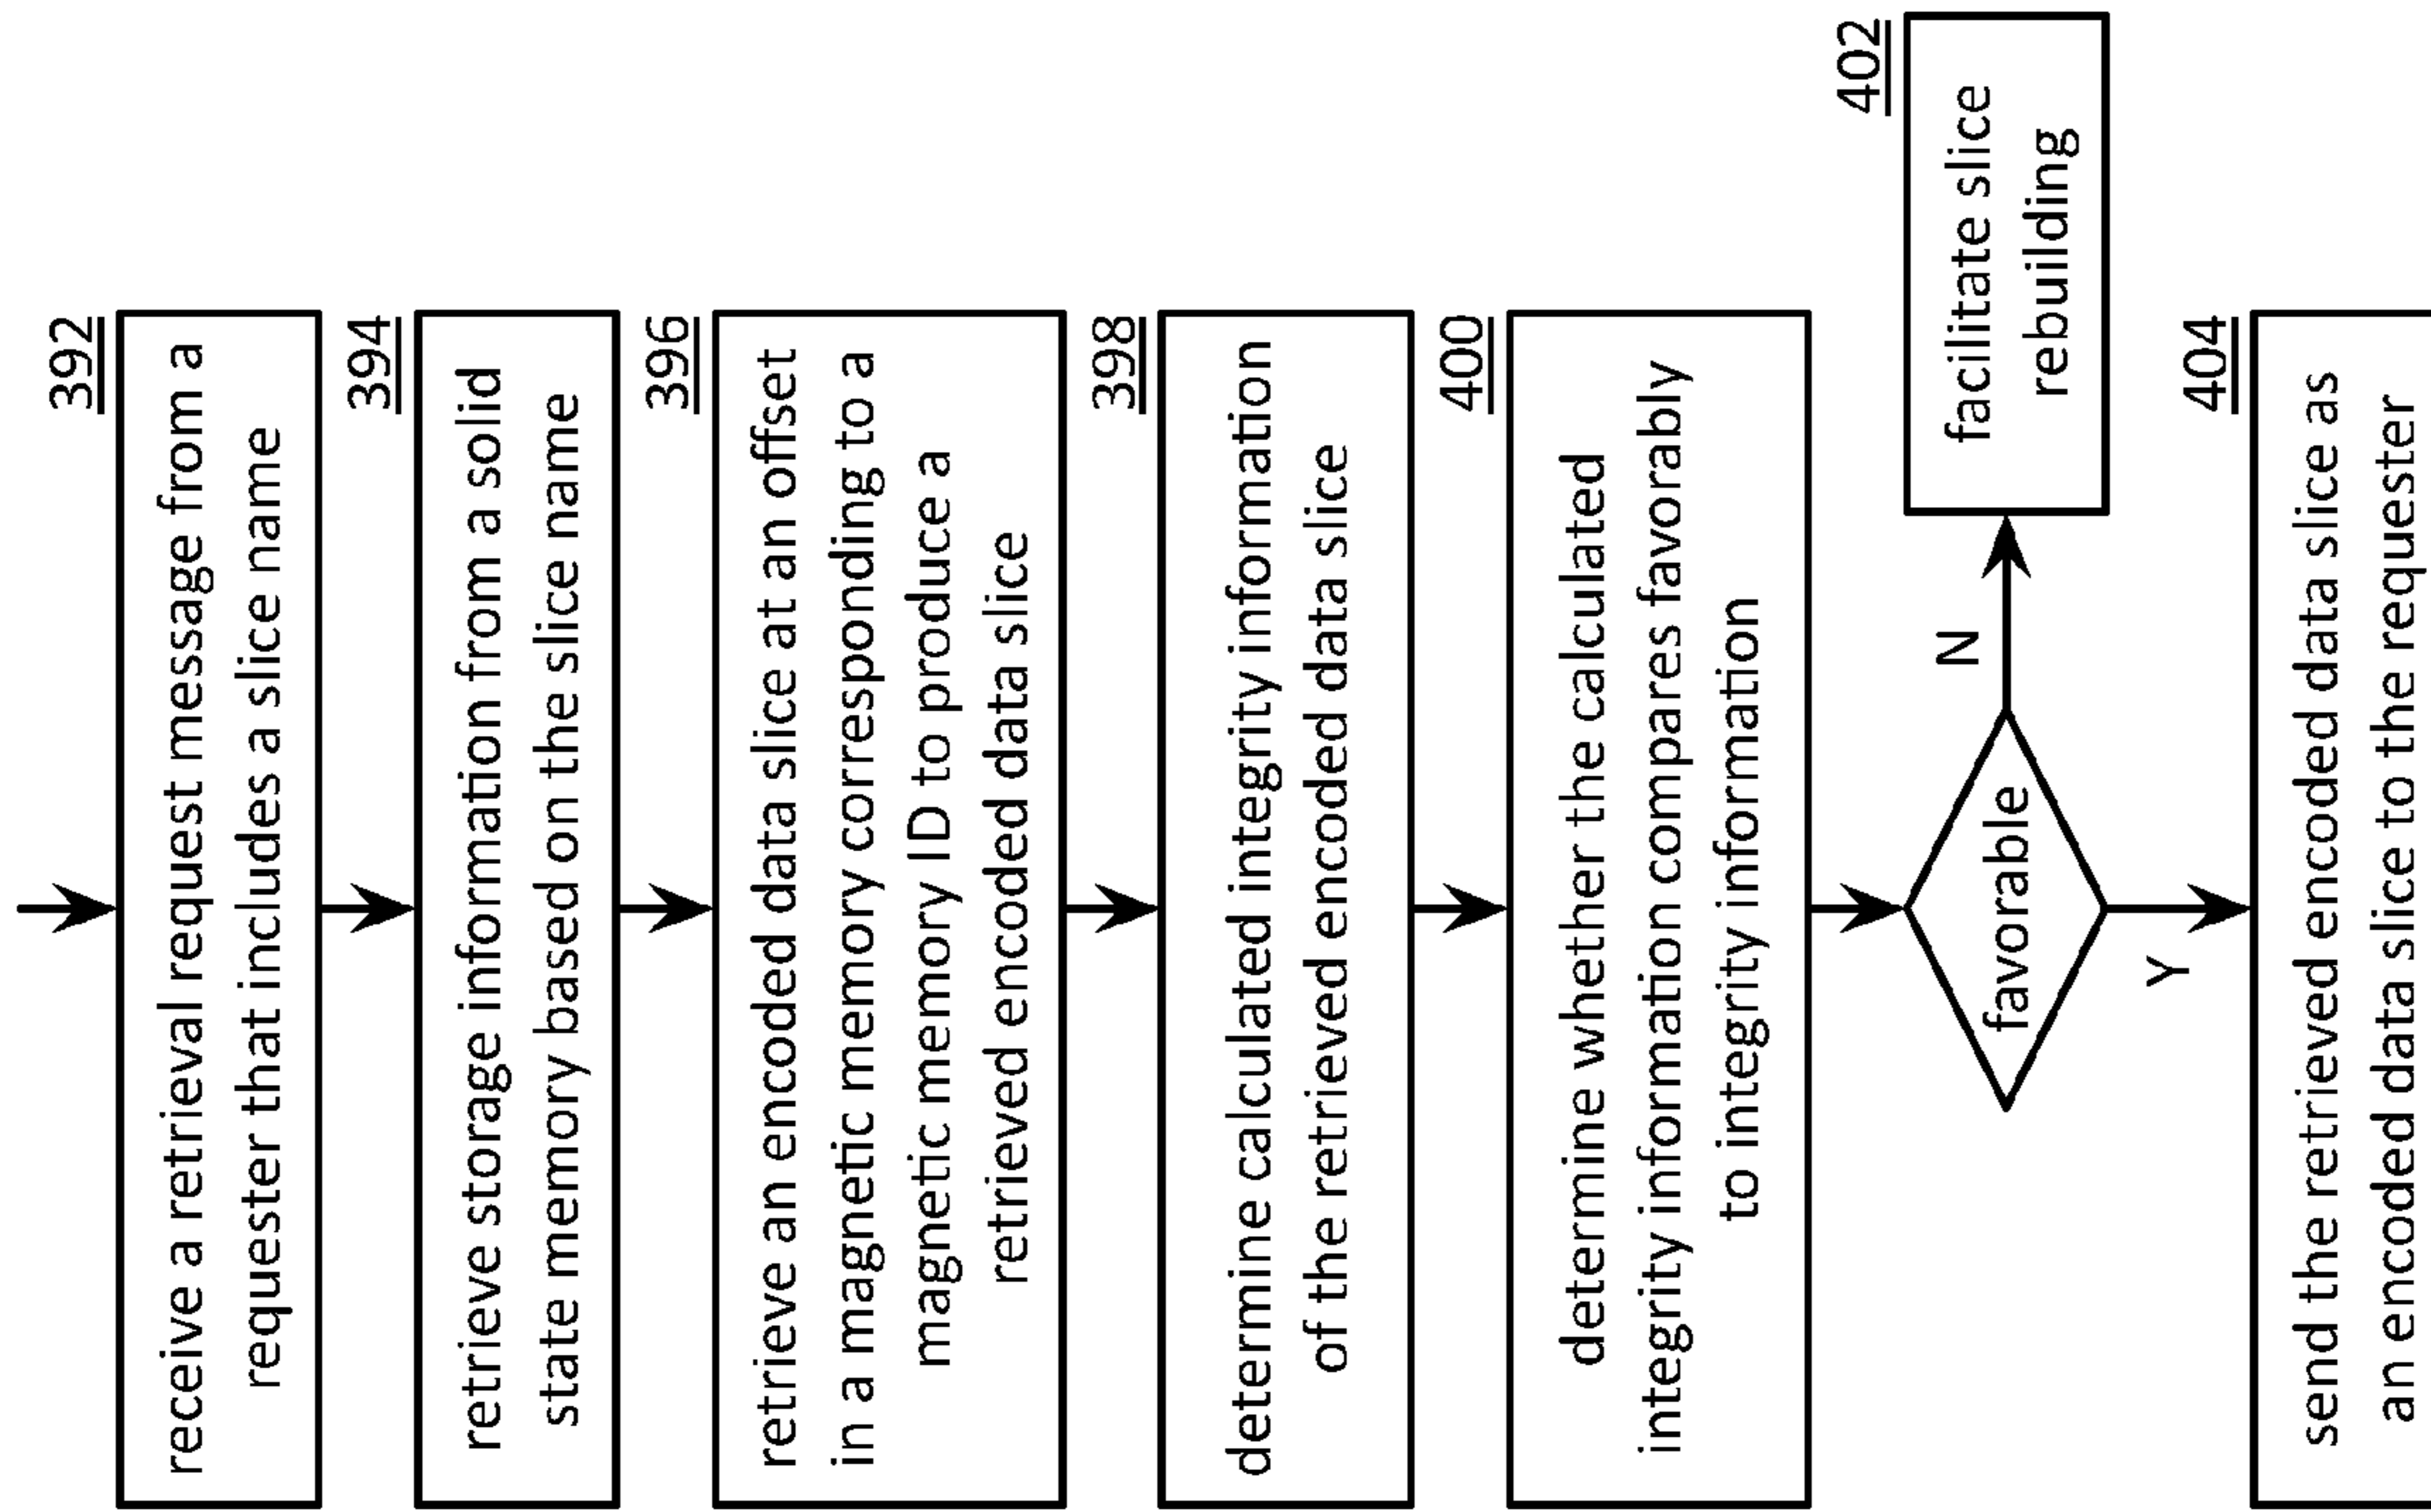 392
receive a retrieval request message from a
requester that includes a slice name
394
retrieve storage information from a solid
state memory based on the slice name
396
retrieve an encoded data slice at an offset
in a magnetic memory corresponding to a
magnetic memory ID to produce a
retrieved encoded data slice
398
determine calculated integrity information
of the retrieved encoded data slice
400
determine whether the calculated
integrity information compares favorably
to integrity information
favorable
N
402
facilitate slice
rebuilding
Y
404
send the retrieved encoded data slice as
an encoded data slice to the requester